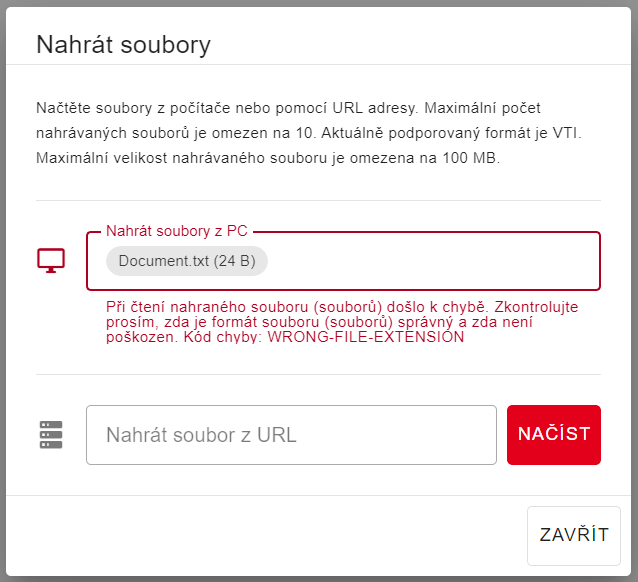 Nahrát soubory
Načtěte soubory z počítače nebo pomocí URL adresy. Maximální počet
nahrávaných souborů je omezen na 10. Aktuálně podporovaný formát je VTI.
Maximální velikost nahrávaného souboru je omezena na 100 MB.
Nahrát soubory z PC
Document.txt (24 B)
Při čtení nahraného souboru (souborů) došlo k chybě. Zkontrolujte
prosím, zda je formát souboru (souborů) správný a zda není
poškozen. Kód chyby: WRONG-FILE-EXTENSION
Nahrát soubor z URL
NAČÍST
ZAVŘÍT